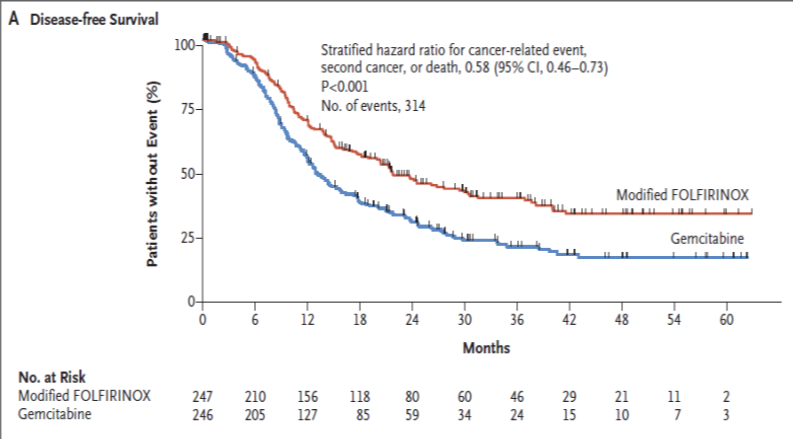 A Disease-free Survival
Stratified hazard ratio for cancer-related event,
second cancer, or death, 0.58 (95% CI, 0.46–0.73)
P<0.001
No. of events, 314
Patients without Event (%)
100
75
50
25
0
Modified FOLFIRINOX
Gemcitabine
0 6 12 18 24 30 36 42 48 54 60
Months
No. at Risk
Modified FOLFIRINOX 247 210 156 118 80 60 46 29 21 11 2
Gemcitabine 246 205 127 85 59 34 24 15 10 7 3